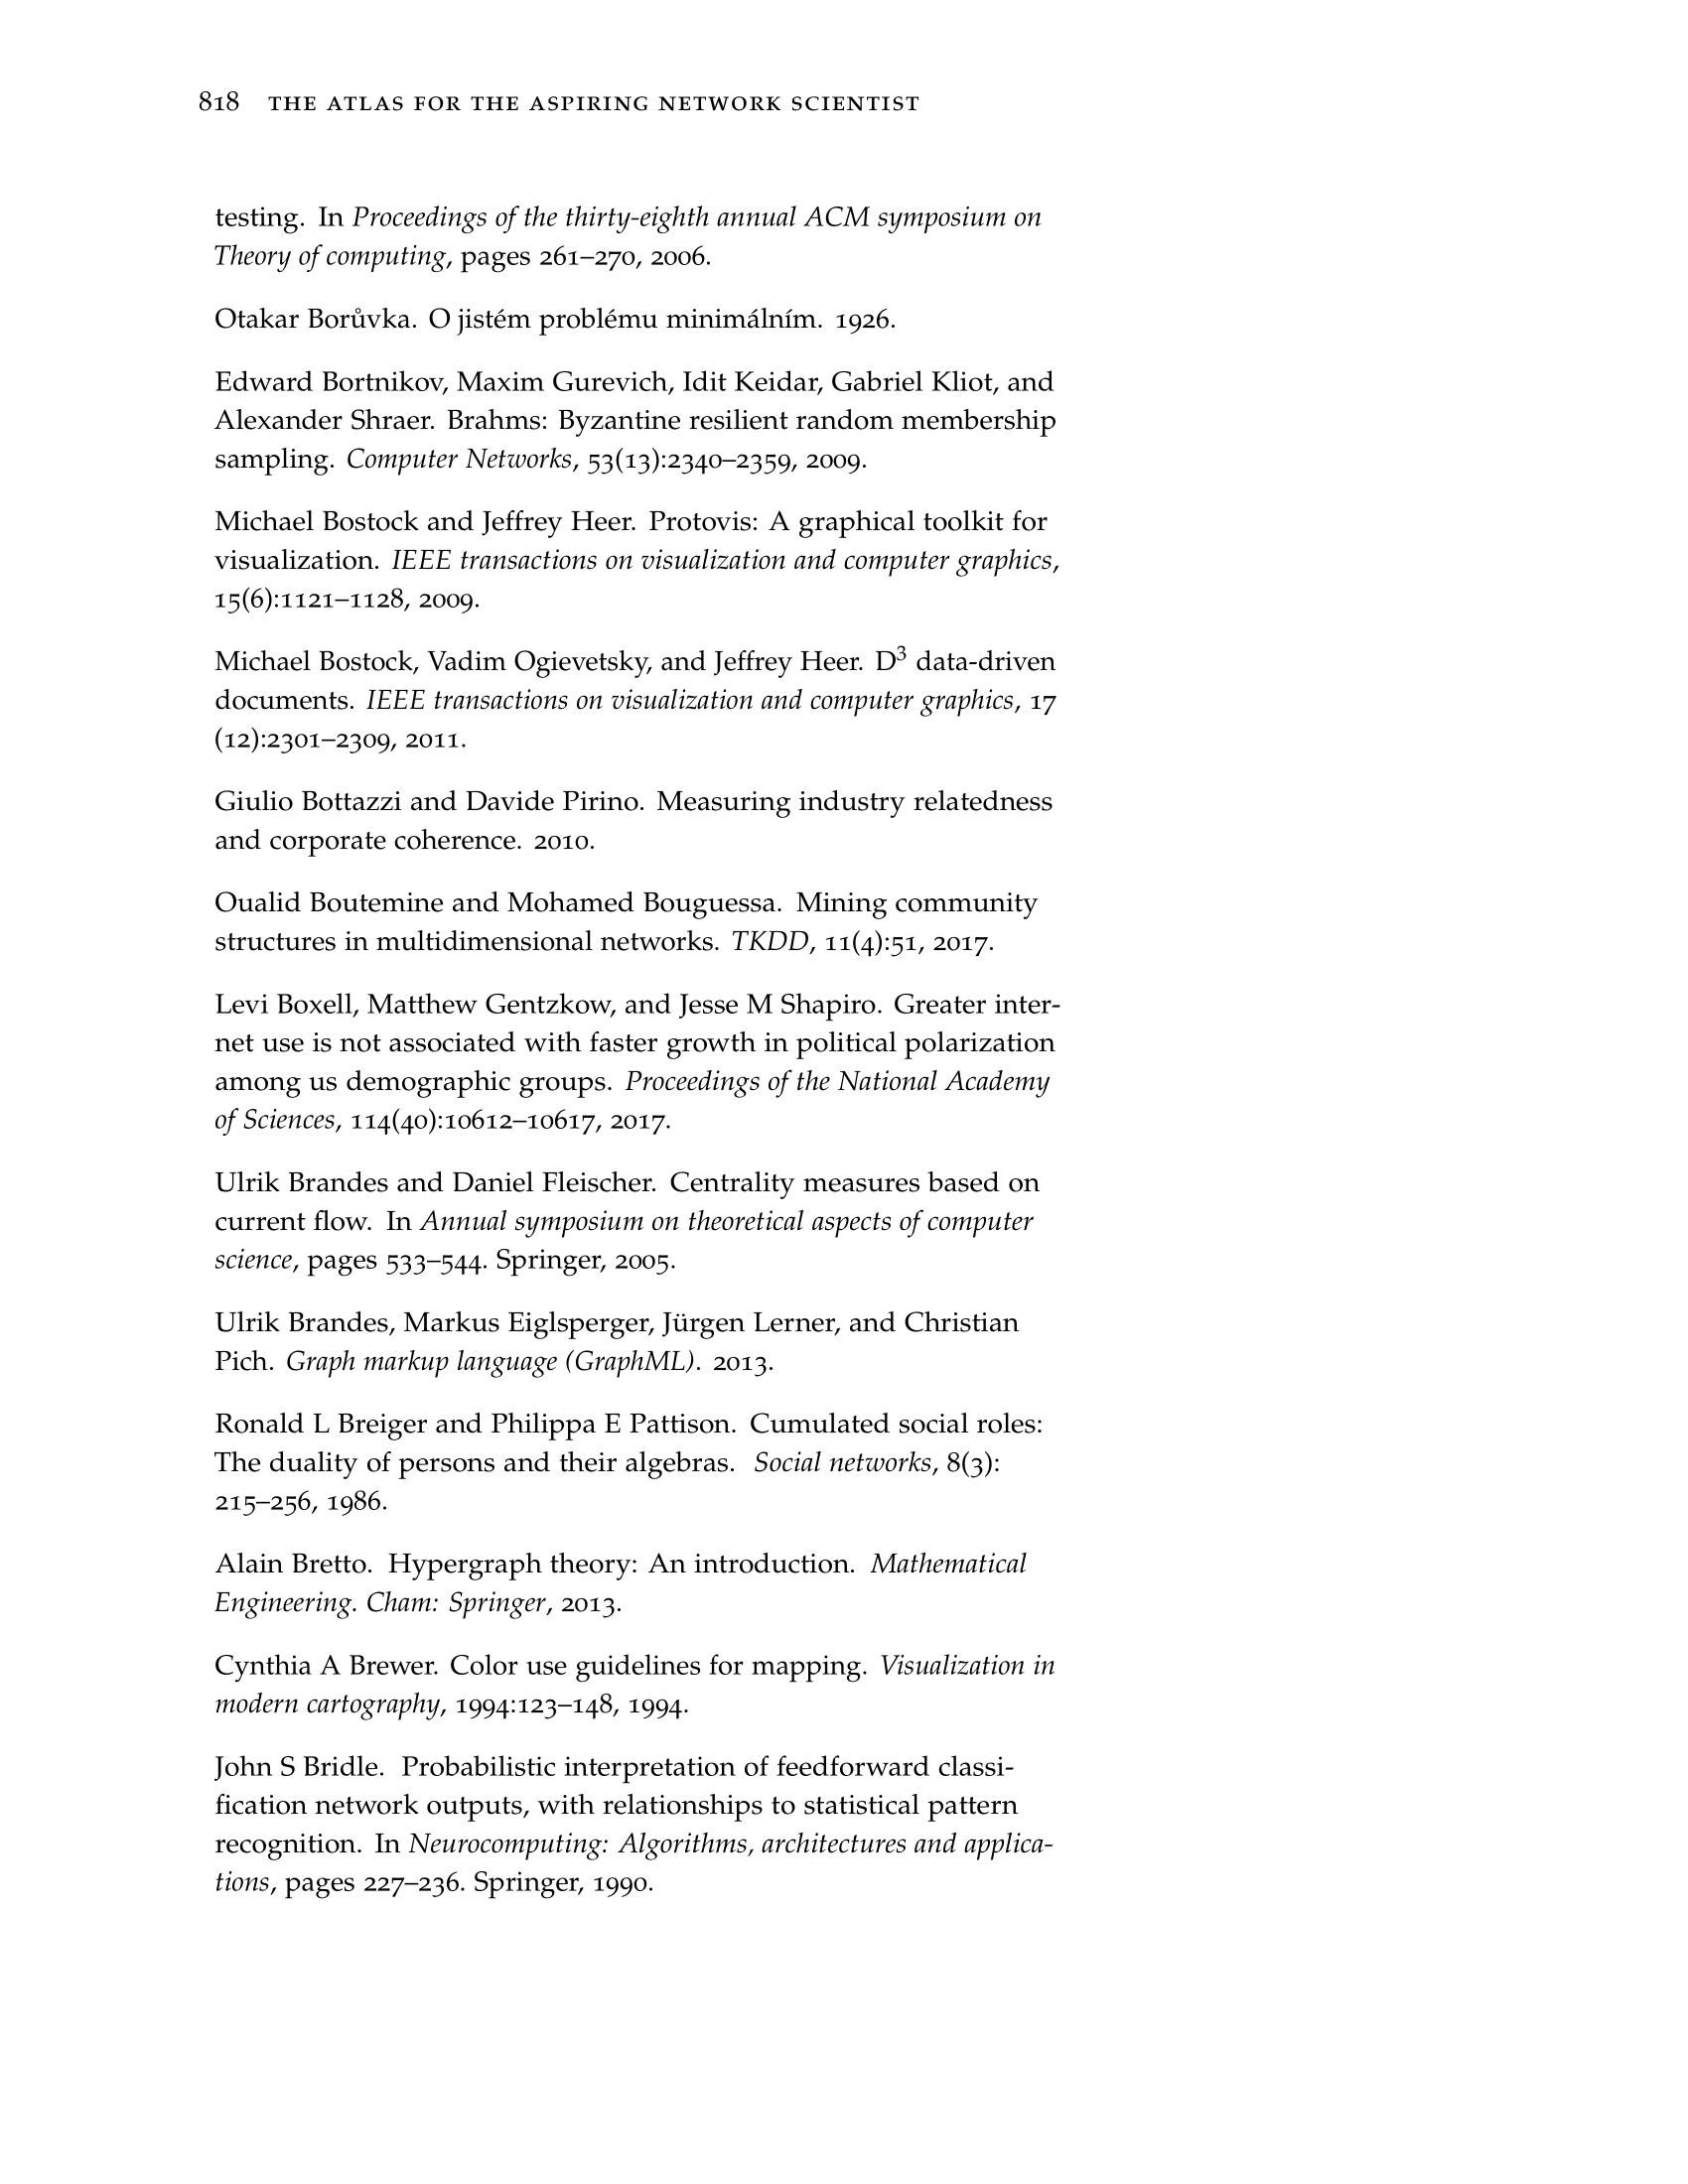 818 THE ATLAS FOR THE ASPIRING NETWORK SCIENTIST
testing. In Proceedings of the thirty-eighth annual ACM symposium on
Theory of computing, pages 261–270, 2006.
Otakar Borůvka. O jistém problému minimálním. 1926.
Edward Bortnikov, Maxim Gurevich, Idit Keidar, Gabriel Kliot, and
Alexander Shraer. Brahms: Byzantine resilient random membership
sampling. Computer Networks, 53(13):2340–2359, 2009.
Michael Bostock and Jeffrey Heer. Protovis: A graphical toolkit for
visualization. IEEE transactions on visualization and computer graphics,
15(6):1121–1128, 2009.
Michael Bostock, Vadim Ogievetsky, and Jeffrey Heer. D³ data-driven
documents. IEEE transactions on visualization and computer graphics, 17
(12):2301–2309, 2011.
Giulio Bottazzi and Davide Pirino. Measuring industry relatedness
and corporate coherence. 2010.
Oualid Boutemine and Mohamed Bouguessa. Mining community
structures in multidimensional networks. TKDD, 11(4):51, 2017.
Levi Boxell, Matthew Gentzkow, and Jesse M Shapiro. Greater inter-
net use is not associated with faster growth in political polarization
among us demographic groups. Proceedings of the National Academy
of Sciences, 114(40):10612–10617, 2017.
Ulrik Brandes and Daniel Fleischer. Centrality measures based on
current flow. In Annual symposium on theoretical aspects of computer
science, pages 533–544. Springer, 2005.
Ulrik Brandes, Markus Eiglsperger, Jürgen Lerner, and Christian
Pich. Graph markup language (GraphML). 2013.
Ronald L Breiger and Philippa E Pattison. Cumulated social roles:
The duality of persons and their algebras. Social networks, 8(3):
215–256, 1986.
Alain Bretto. Hypergraph theory: An introduction. Mathematical
Engineering. Cham: Springer, 2013.
Cynthia A Brewer. Color use guidelines for mapping. Visualization in
modern cartography, 1994:123–148, 1994.
John S Bridle. Probabilistic interpretation of feedforward classi-
fication network outputs, with relationships to statistical pattern
recognition. In Neurocomputing: Algorithms, architectures and applica-
tions, pages 227–236. Springer, 1990.